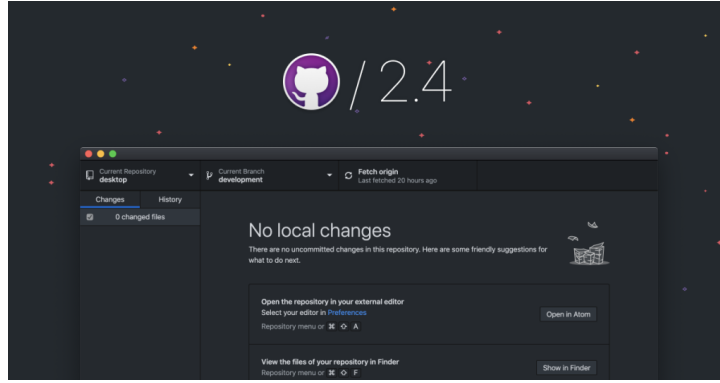 / 2.4
Current Repository
desktop
Current Branch
development
Fetch origin
Last fetched 20 hours ago
Changes
History
0 changed files
No local changes
There are no uncommitted changes in this repository. Here are some friendly suggestions for
what to do next.
Open the repository in your external editor
Select your editor in Preferences
Repository menu or ⌘ ⇧ A
Open in Atom
View the files of your repository in Finder
Repository menu or ⌘ ⇧ F
Show in Finder